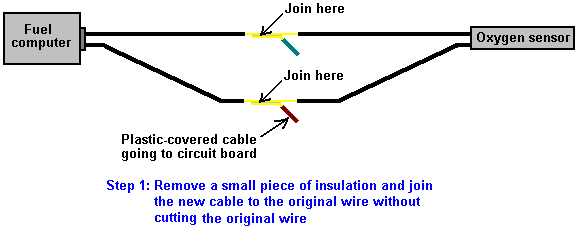 Join here
Fuel
computer
Oxygen sensor
Join here
Plastic-covered cable
going to circuit board
Step 1: Remove a small piece of insulation and join
the new cable to the original wire without
cutting the original wire